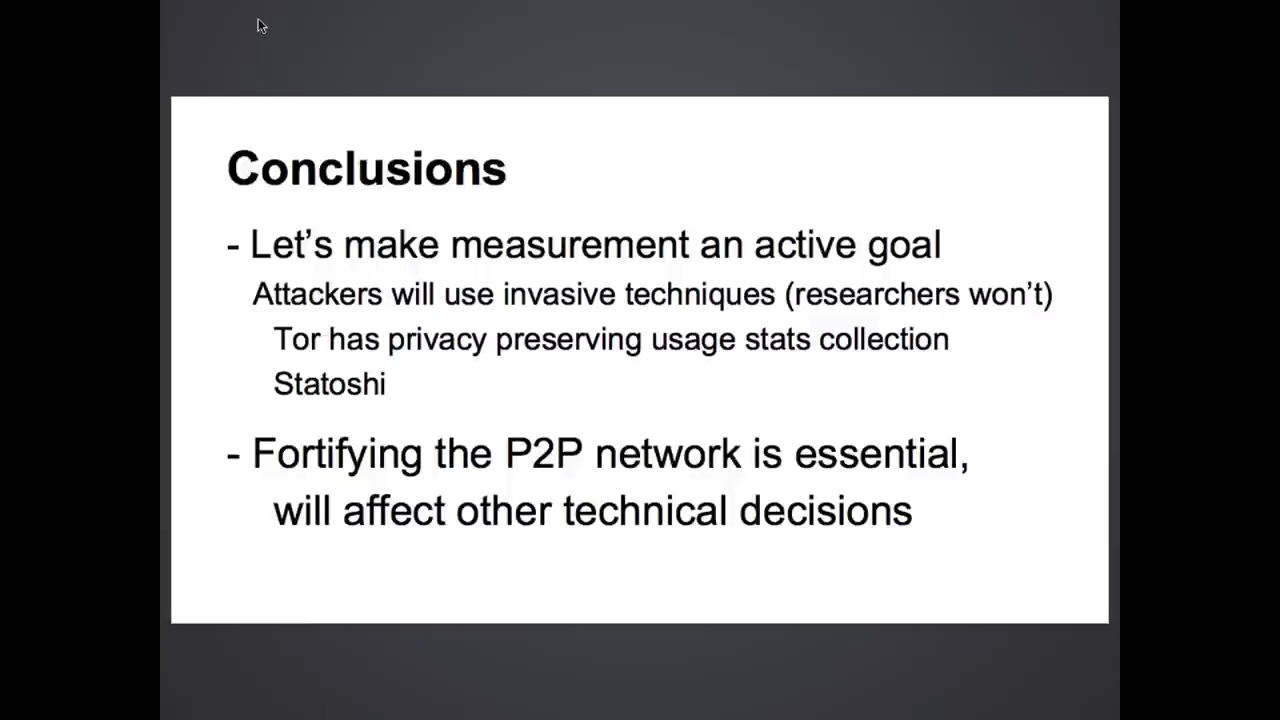 Conclusions
- Let's make measurement an active goal
Attackers will use invasive techniques (researchers won't)
Tor has privacy preserving usage stats collection
Statoshi
- Fortifying the P2P network is essential,
will affect other technical decisions